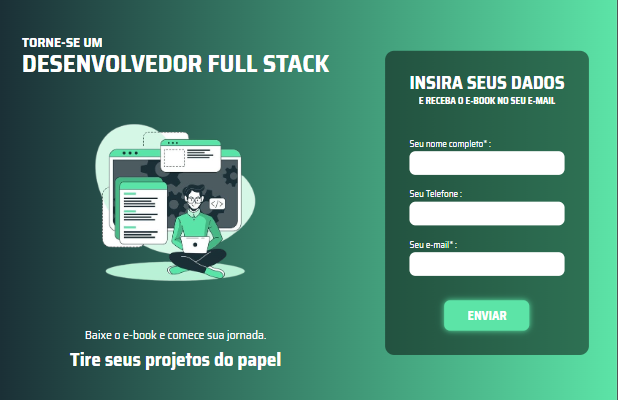 TORNE-SE UM
DESENVOLVEDOR FULL STACK
</>
Baixe o e-book e comece sua jornada.
Tire seus projetos do papel
INSIRA SEUS DADOS
E RECEBA O E-BOOK NO SEU E-MAIL
Seu nome completo* :
Seu Telefone :
Seu e-mail* :
ENVIAR